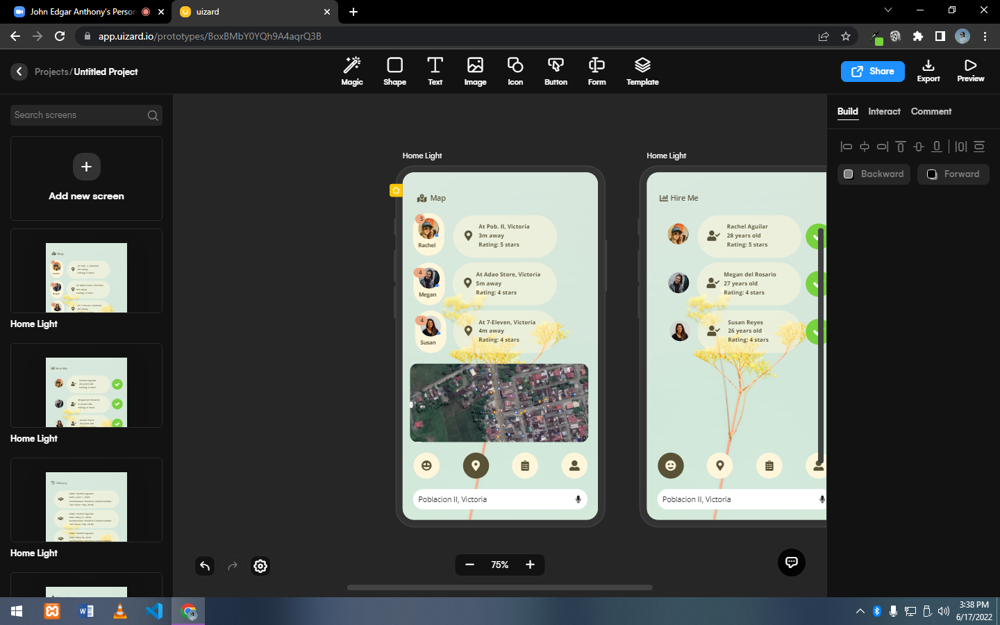 John Edgar Anthony's Person
uizard
app.uizard.io/prototypes/BoxBMbY0YQh9A4aqrQ3B
Projects/Untitled Project
Magic
Shape
Text
Image
Icon
Button
Form
Template
Share
Export
Preview
Search screens
Add new screen
Home Light
Home Light
Home Light
Home Light
Map
5
Rachel
At Pob. II, Victoria
3m away
Rating: 5 stars
4
Megan
At Adao Store, Victoria
5m away
Rating: 4 stars
4
Susan
At 7-Eleven, Victoria
4m away
Rating: 4 stars
Poblacion II, Victoria
Home Light
Hire Me
Rachel Aguilar
28 years old
Rating: 5 stars
Megan del Rosario
27 years old
Rating: 4 stars
Susan Reyes
26 years old
Rating: 4 stars
Poblacion II, Victoria
75%
Build
Interact
Comment
Backward
Forward
3:38 PM
6/17/2022